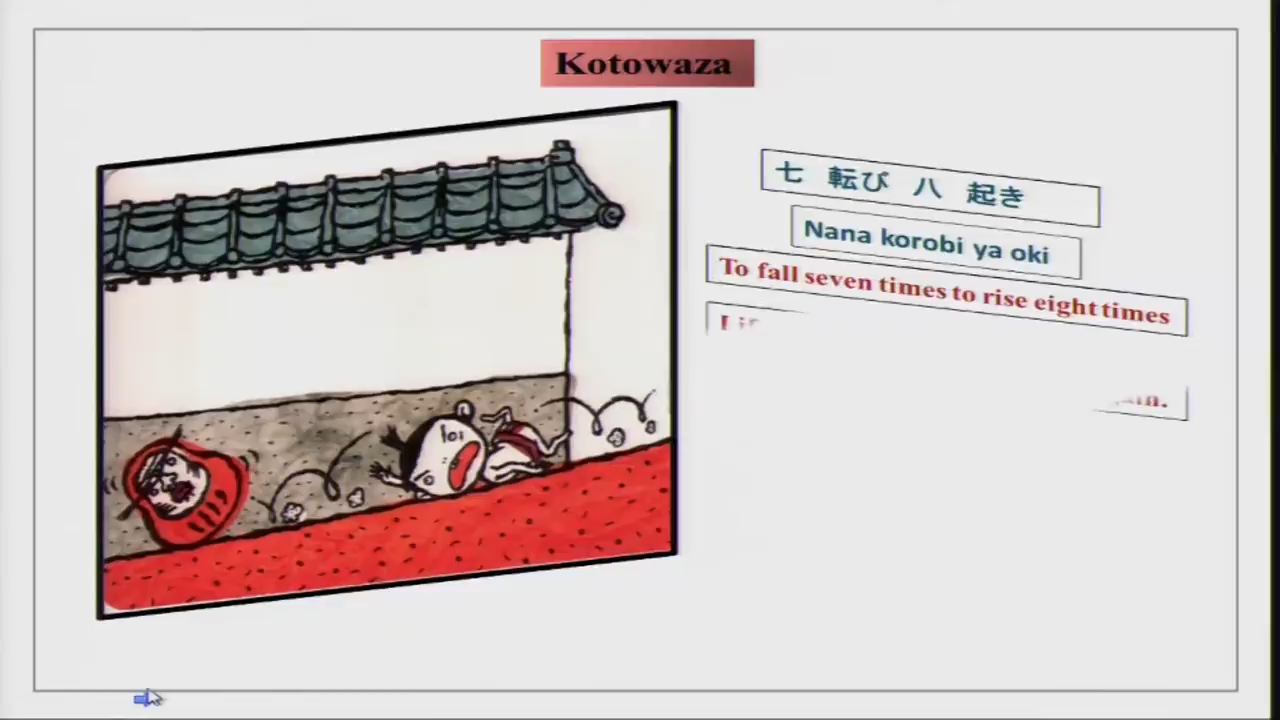 Kotowaza
七 転び 八 起き
Nana korobi ya oki
To fall seven times to rise eight times